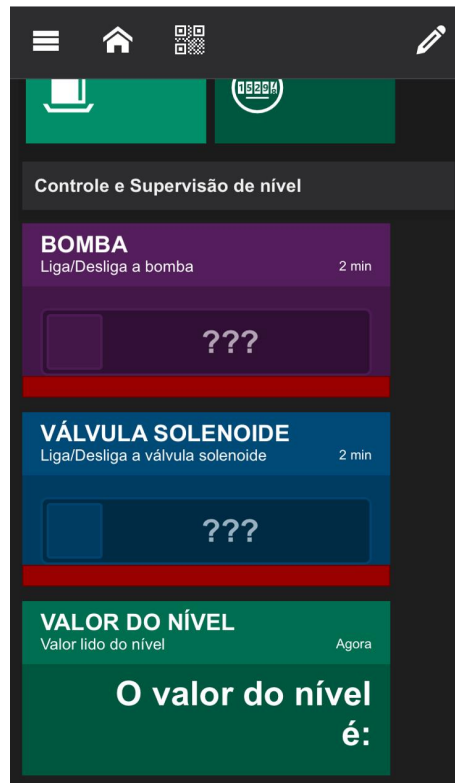 Controle e Supervisão de nível
BOMBA
Liga/Desliga a bomba 2 min
???
VÁLVULA SOLENOIDE
Liga/Desliga a válvula solenoide 2 min
???
VALOR DO NÍVEL
Valor lido do nível Agora
O valor do nível
é: